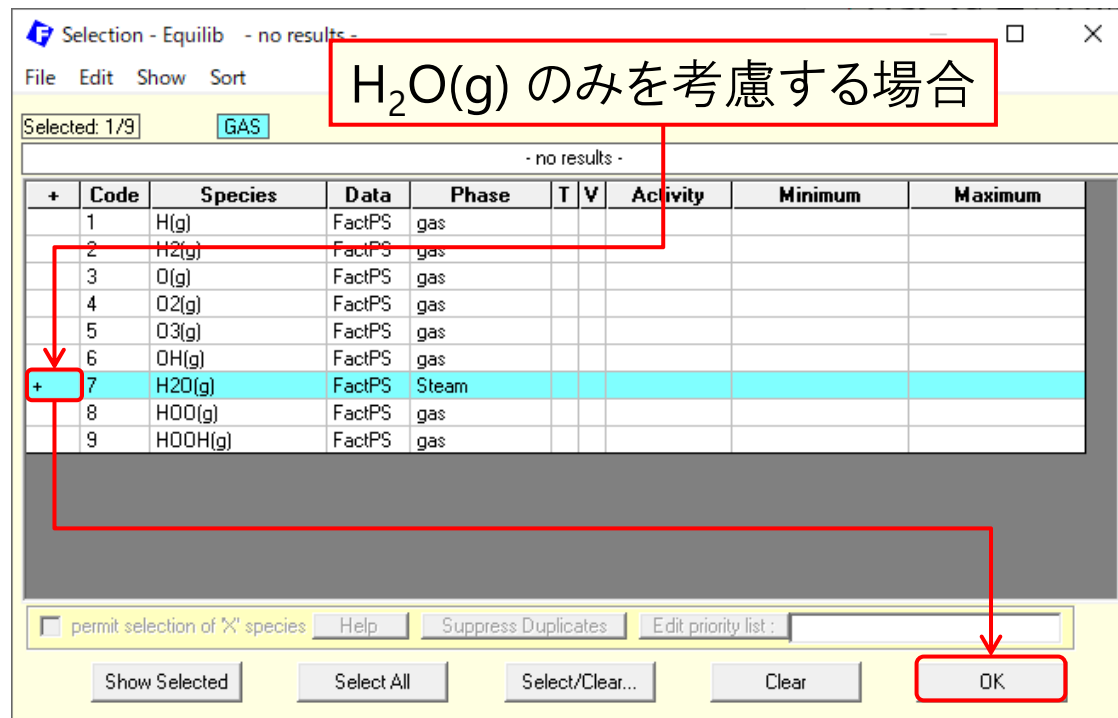 Selection - Equilib - no results -
File Edit Show Sort
H₂O(g) のみを考慮する場合
Selected: 1/9 GAS
- no results -
+ Code Species Data Phase T V Activity Minimum Maximum
1 H(g) FactPS gas
2 H2(g) FactPS gas
3 O(g) FactPS gas
4 O2(g) FactPS gas
5 O3(g) FactPS gas
6 OH(g) FactPS gas
+ 7 H2O(g) FactPS Steam
8 HOO(g) FactPS gas
9 HOOH(g) FactPS gas
permit selection of 'X' species Help Suppress Duplicates Edit priority list :
Show Selected Select All Select/Clear... Clear OK